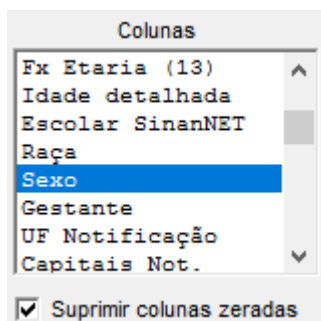 Colunas
Fx Etaria (13)
Idade detalhada
Escolar SinanNET
Raça
Sexo
Gestante
UF Notificação
Capitais Not.
Suprimir colunas zeradas